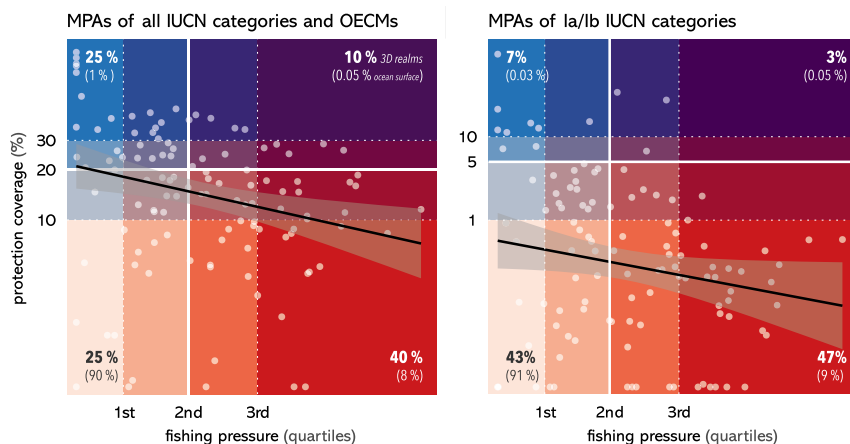 MPAs of all IUCN categories and OECMs
25 %
(1 %)
10 % 3D realms
(0.05 % ocean surface)
30
20
10
protection coverage (%)
25 %
(90 %)
40 %
(8 %)
1st
2nd
3rd
fishing pressure (quartiles)
MPAs of Ia/Ib IUCN categories
7%
(0.03 %)
3%
(0.05 %)
10
5
1
43%
(91 %)
47%
(9 %)
1st
2nd
3rd
fishing pressure (quartiles)